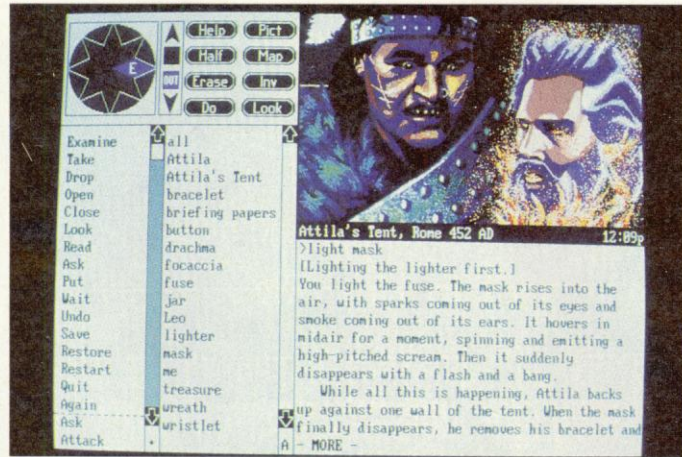 Help Pict
Half Map
OUT Erase Inv
Do Look
E
Examine
Take
Drop
Open
Close
Look
Read
Ask
Put
Wait
Undo
Save
Restore
Restart
Quit
Again
Ask
Attack
all
Attila
Attila's Tent
bracelet
briefing papers
button
drachma
focaccia
fuse
jar
Leo
lighter
mask
me
treasure
wreath
wristlet
A
Attila's Tent, Rome 452 AD 12:09p
>light mask
[Lighting the lighter first.]
You light the fuse. The mask rises into the
air, with sparks coming out of its eyes and
smoke coming out of its ears. It hovers in
midair for a moment, spinning and emitting a
high-pitched scream. Then it suddenly
disappears with a flash and a bang.
While all this is happening, Attila backs
up against one wall of the tent. When the mask
finally disappears, he removes his bracelet and
- MORE -